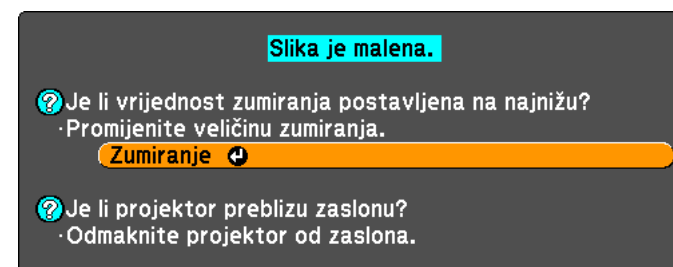 Slika je malena.
Je li vrijednost zumiranja postavljena na najnižu?
·Promijenite veličinu zumiranja.
Zumiranje
Je li projektor preblizu zaslonu?
·Odmaknite projektor od zaslona.